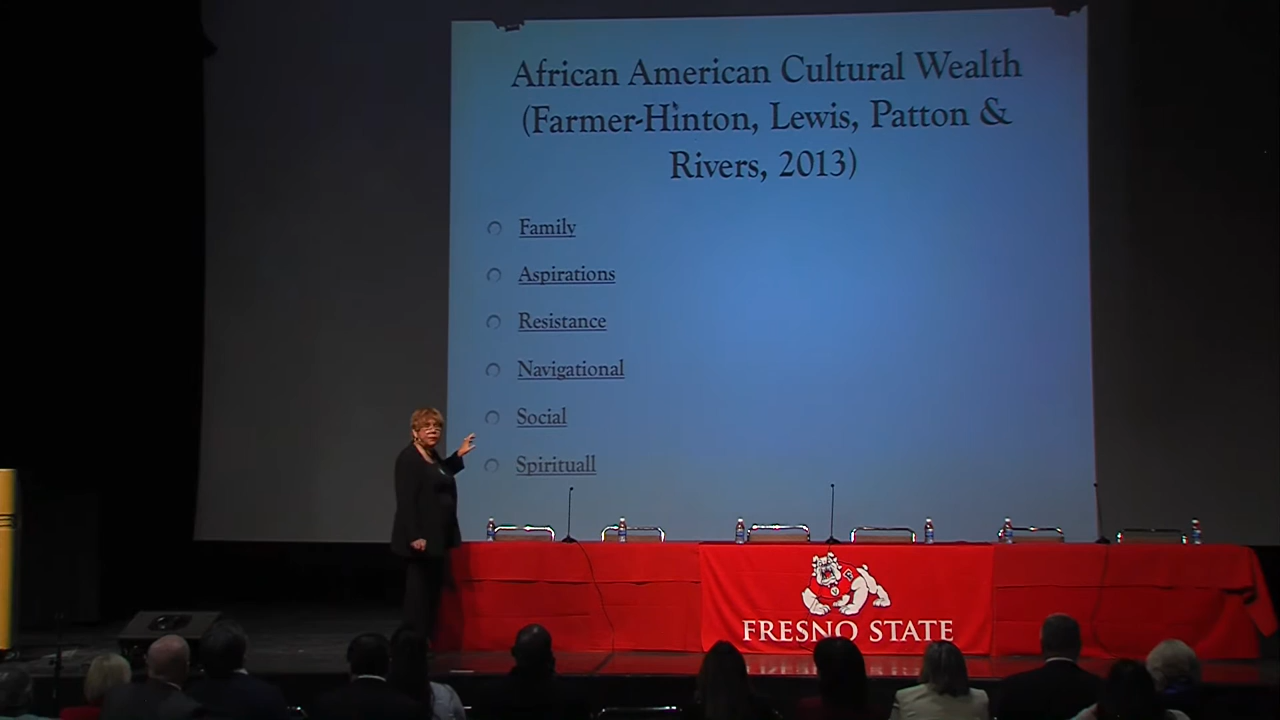 African American Cultural Wealth
(Farmer-Hinton, Lewis, Patton &
Rivers, 2013)
Family
Aspirations
Resistance
Navigational
Social
Spirituall
FRESNO STATE